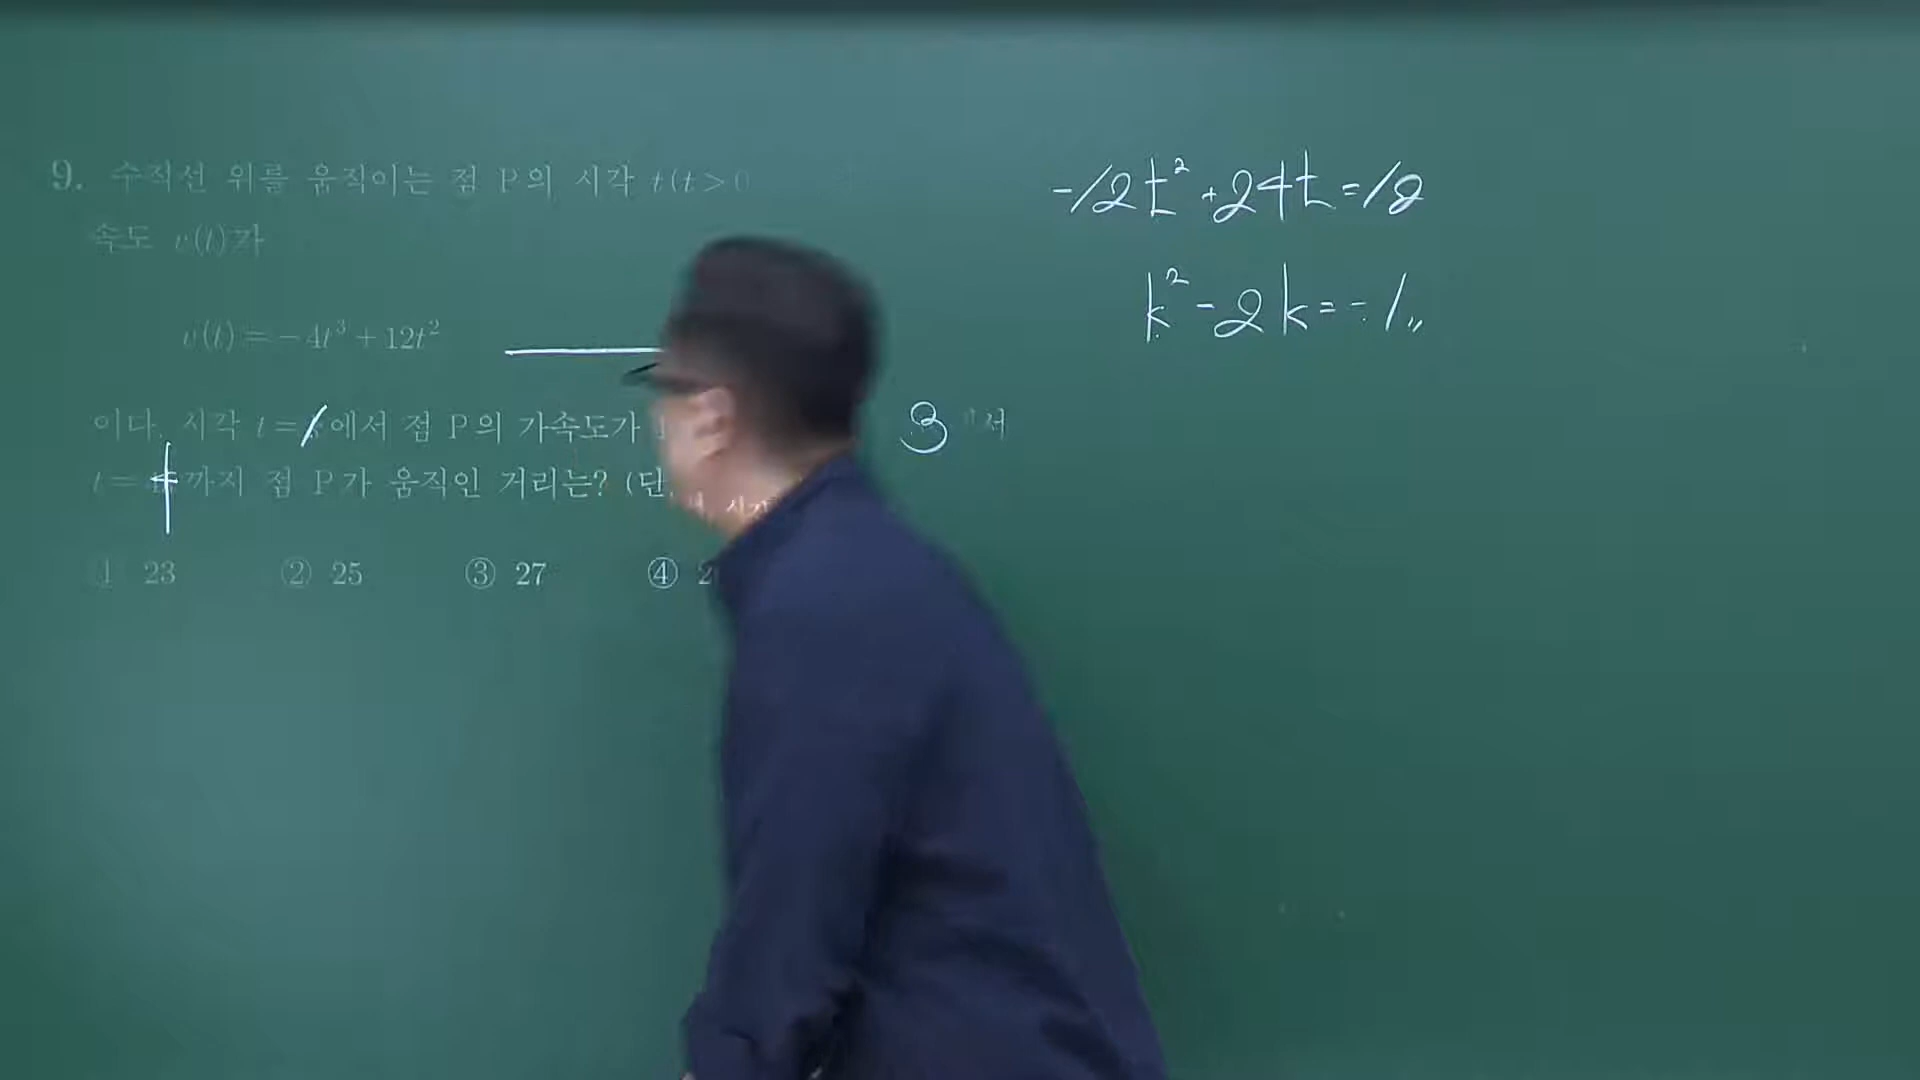 9. 수직선 위를 움직이는 점 P의 시각 t(t>0
속도 v(t)가
v(t)=-4t³+12t²
이다. 시각 t= 에서 점 P의 가속도가 1 3 서
t=4 까지 점 P가 움직인 거리는? (단,
① 23 ② 25 ③ 27 ④ 2
-12t²+24t=12
k²-2k=-1